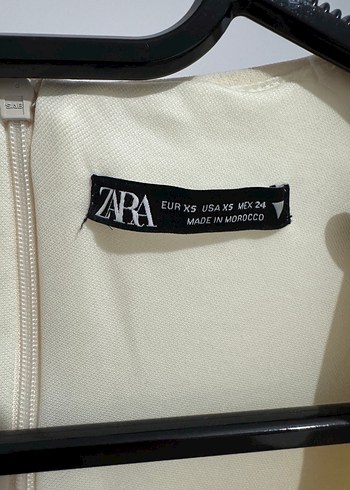 ZARA
EUR XS USA XS MEX 24
MADE IN MOROCCO